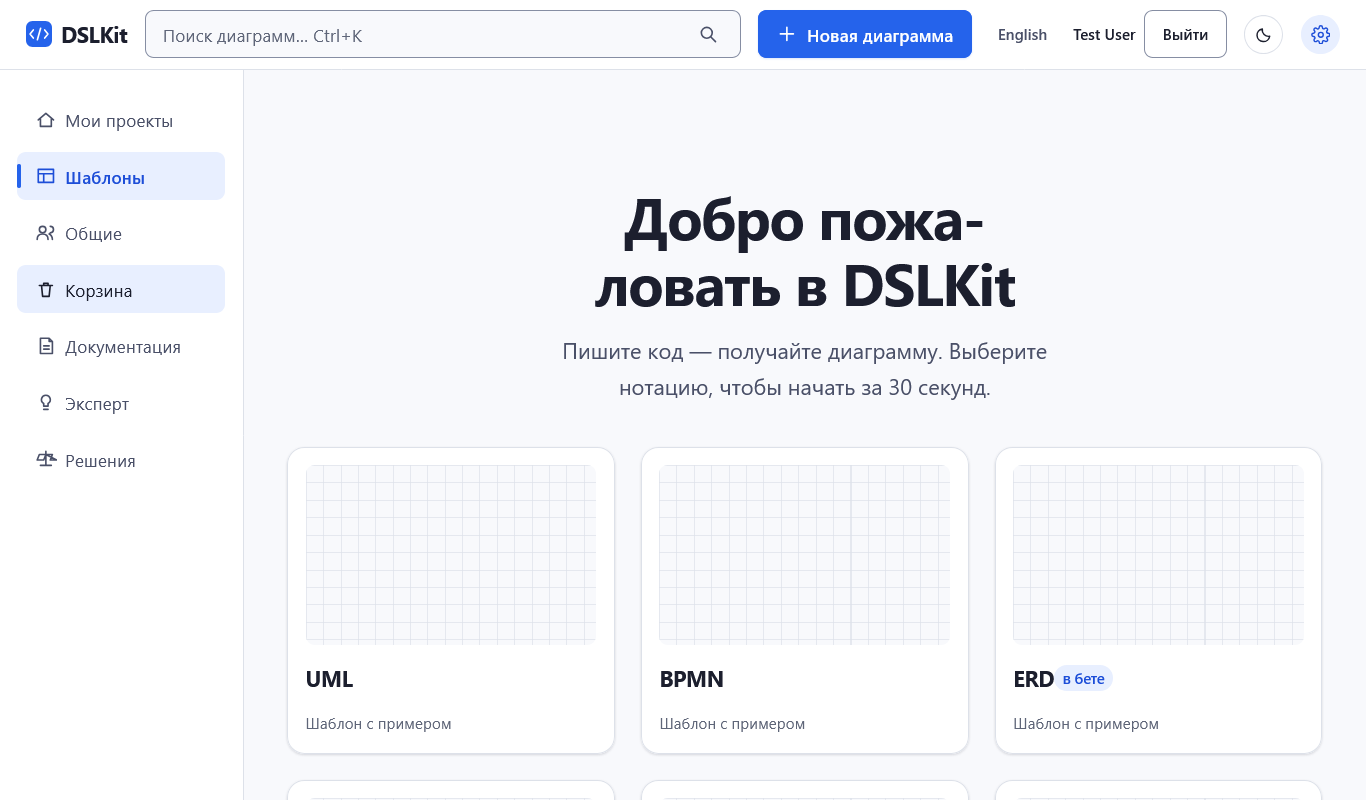 DSLKit
Поиск диаграмм... Ctrl+K
Новая диаграмма
English
Test User
Выйти
Мои проекты
Шаблоны
Общие
Корзина
Документация
Эксперт
Решения
Добро пожа-
ловать в DSLKit
Пишите код — получайте диаграмму. Выберите
нотацию, чтобы начать за 30 секунд.
UML
Шаблон с примером
BPMN
Шаблон с примером
ERD в бете
Шаблон с примером